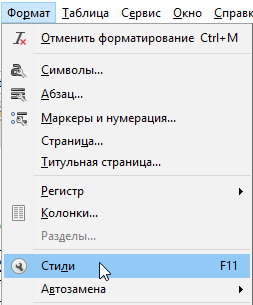 Формат Таблица Сервис Окно Справк
Отменить форматирование Ctrl+M
Символы...
Абзац...
Маркеры и нумерация...
Страница...
Титульная страница...
Регистр
Колонки...
Разделы...
Стили F11
Автозамена